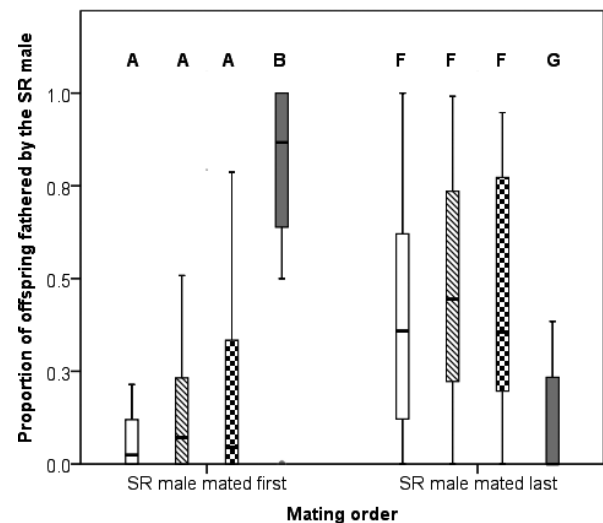 A A A B F F F G
1.0
0.8
0.5
0.3
0.0
Proportion of offspring fathered by the SR male
SR male mated first SR male mated last
Mating order